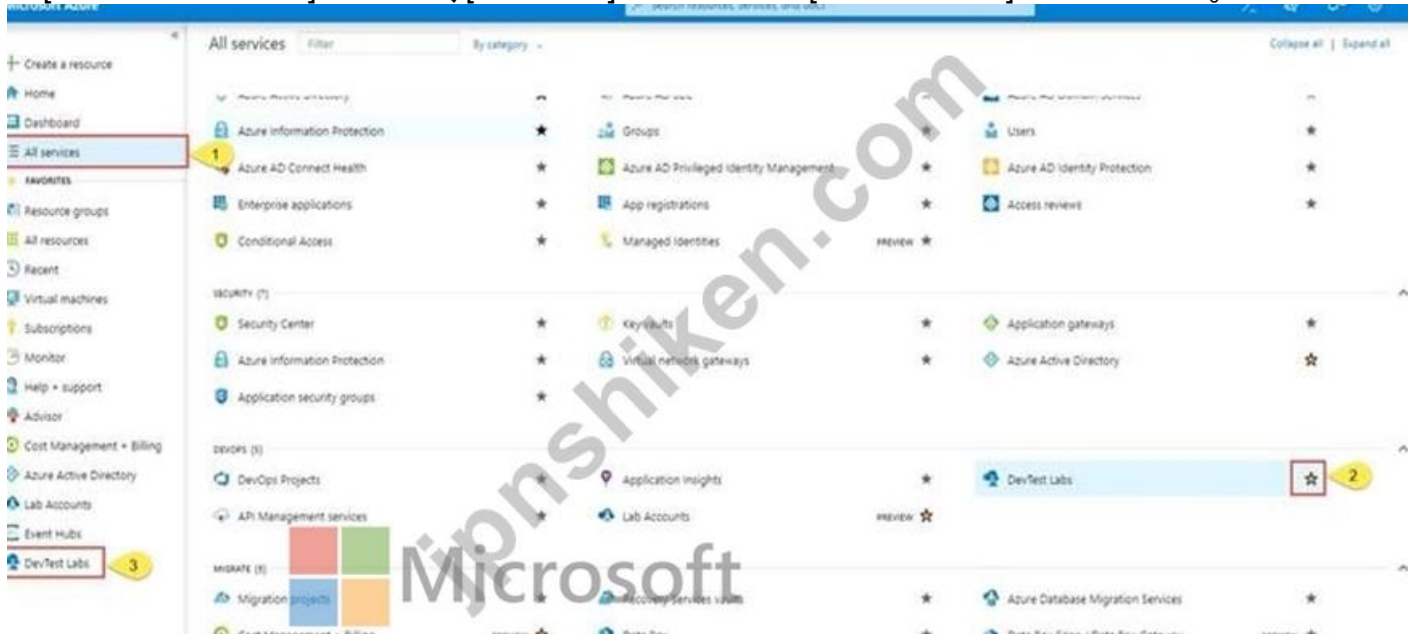 Microsoft Azure
Search resources, services, and docs
Create a resource
Home
Dashboard
All services
FAVORITES
Resource groups
All resources
Recent
Virtual machines
Subscriptions
Monitor
Help + support
Advisor
Cost Management + Billing
Azure Active Directory
Lab Accounts
Event Hubs
DevTest Labs
1
2
3
All services
Filter
By category
Collapse all | Expand all
Azure Information Protection
Groups
Users
Azure AD Connect Health
Azure AD Privileged Identity Management
Azure AD Identity Protection
Enterprise applications
App registrations
Access reviews
Conditional Access
Managed Identities
PREVIEW
SECURITY (7)
Security Center
Key vaults
Application gateways
Azure Information Protection
Virtual network gateways
Azure Active Directory
Application security groups
DEVOPS (5)
DevOps Projects
Application Insights
DevTest Labs
API Management services
Lab Accounts
PREVIEW
Migration projects
Recovery Services vaults
Azure Database Migration Services
Microsoft
jpnshiken.com